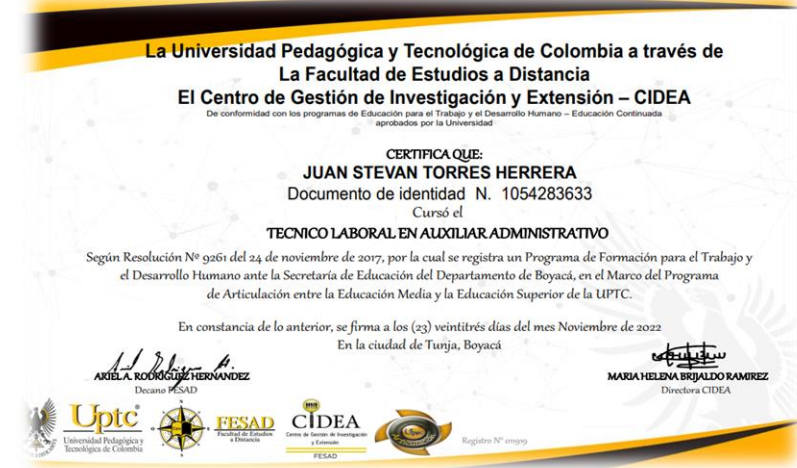 La Universidad Pedagógica y Tecnológica de Colombia a través de
La Facultad de Estudios a Distancia
El Centro de Gestión de Investigación y Extensión – CIDEA
De conformidad con los programas de Educación para el Trabajo y el Desarrollo Humano – Educación Continuada
aprobados por la Universidad
CERTIFICA QUE:
JUAN STEVAN TORRES HERRERA
Documento de identidad N. 1054283633
Cursó el
TECNICO LABORAL EN AUXILIAR ADMINISTRATIVO
Según Resolución Nº 9261 del 24 de noviembre de 2017, por la cual se registra un Programa de Formación para el Trabajo y
el Desarrollo Humano ante la Secretaría de Educación del Departamento de Boyacá, en el Marco del Programa
de Articulación entre la Educación Media y la Educación Superior de la UPTC.
En constancia de lo anterior, se firma a los (23) veintitrés días del mes Noviembre de 2022
En la ciudad de Tunja, Boyacá
ARIEL A. RODRÍGUEZ HERNANDEZ
Decano FESAD
MARIA HELENA BRIJALDO RAMIREZ
Directora CIDEA
Uptc
Universidad Pedagógica y
Tecnológica de Colombia
FESAD
Facultad de Estudios
a Distancia
CIDEA
Centro de Gestión de Investigación
y Extensión
FESAD
Registro Nº